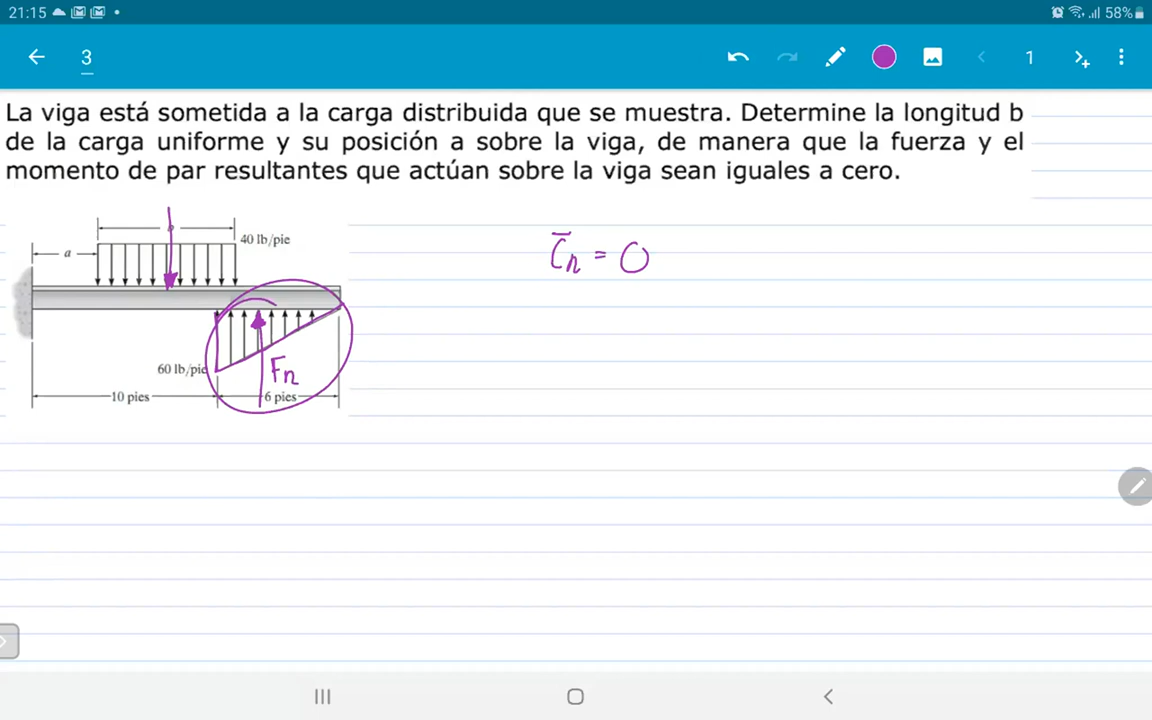 21:15
58%
3
1
La viga está sometida a la carga distribuida que se muestra. Determine la longitud b
de la carga uniforme y su posición a sobre la viga, de manera que la fuerza y el
momento de par resultantes que actúan sobre la viga sean iguales a cero.
40 lb/pie
a
= 0
60 lb/pie
10 pies
6 pies